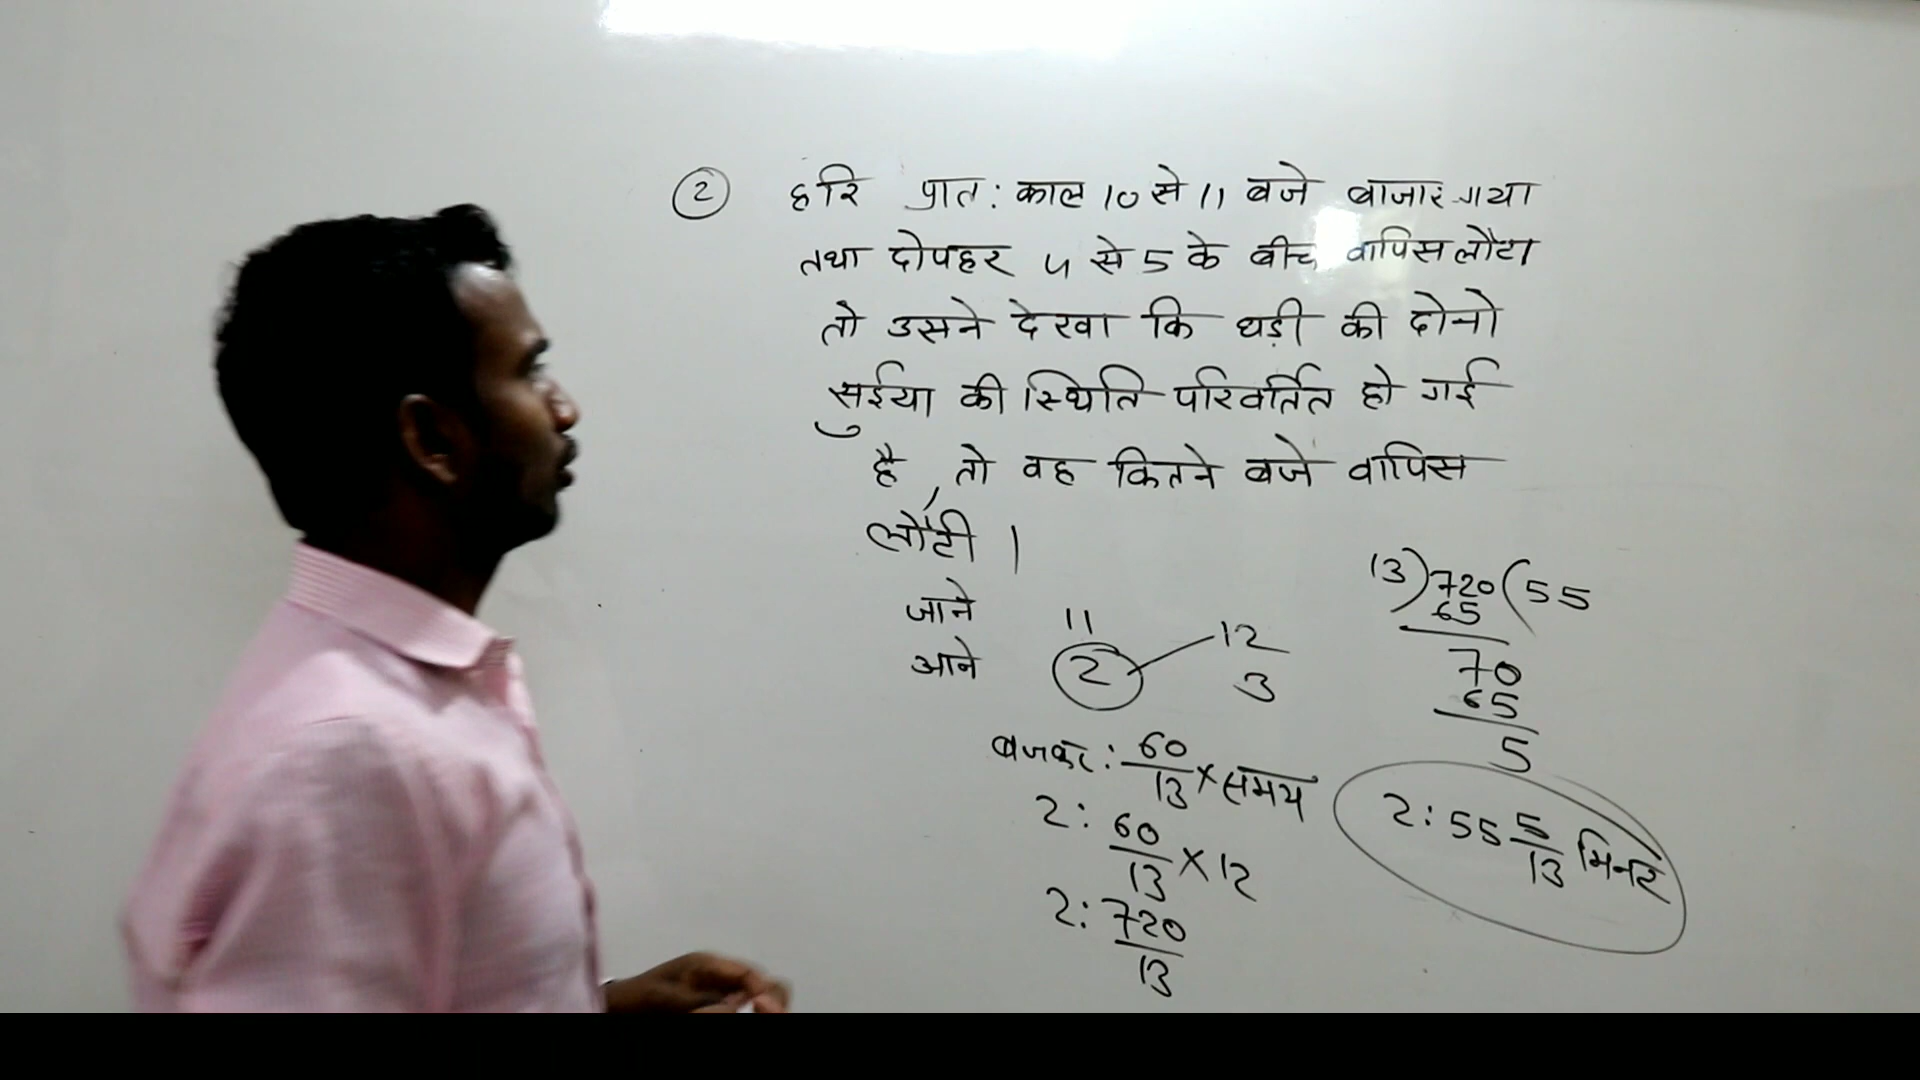 ② हरि प्रात: काल 10 से 11 बजे बाजार गया
तथा दोपहर 4 से 5 के बीच वापिस लौटा
तो उसने देखा कि घड़ी की दोनो
सुईया की स्थिति परिवर्तित हो गई
है, तो वह कितने बजे वापिस
लौटी ।
जाने 11 12
आने 2 3
बजकर: 60/13 × समय
2: 60/13 × 12
2: 720/13
13)720(55
65
70
65
5
2: 55 5/13 मिनट